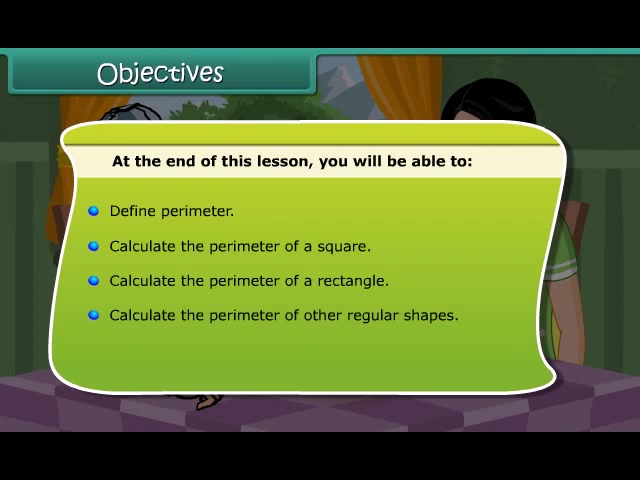 Objectives
At the end of this lesson, you will be able to:
Define perimeter.
Calculate the perimeter of a square.
Calculate the perimeter of a rectangle.
Calculate the perimeter of other regular shapes.